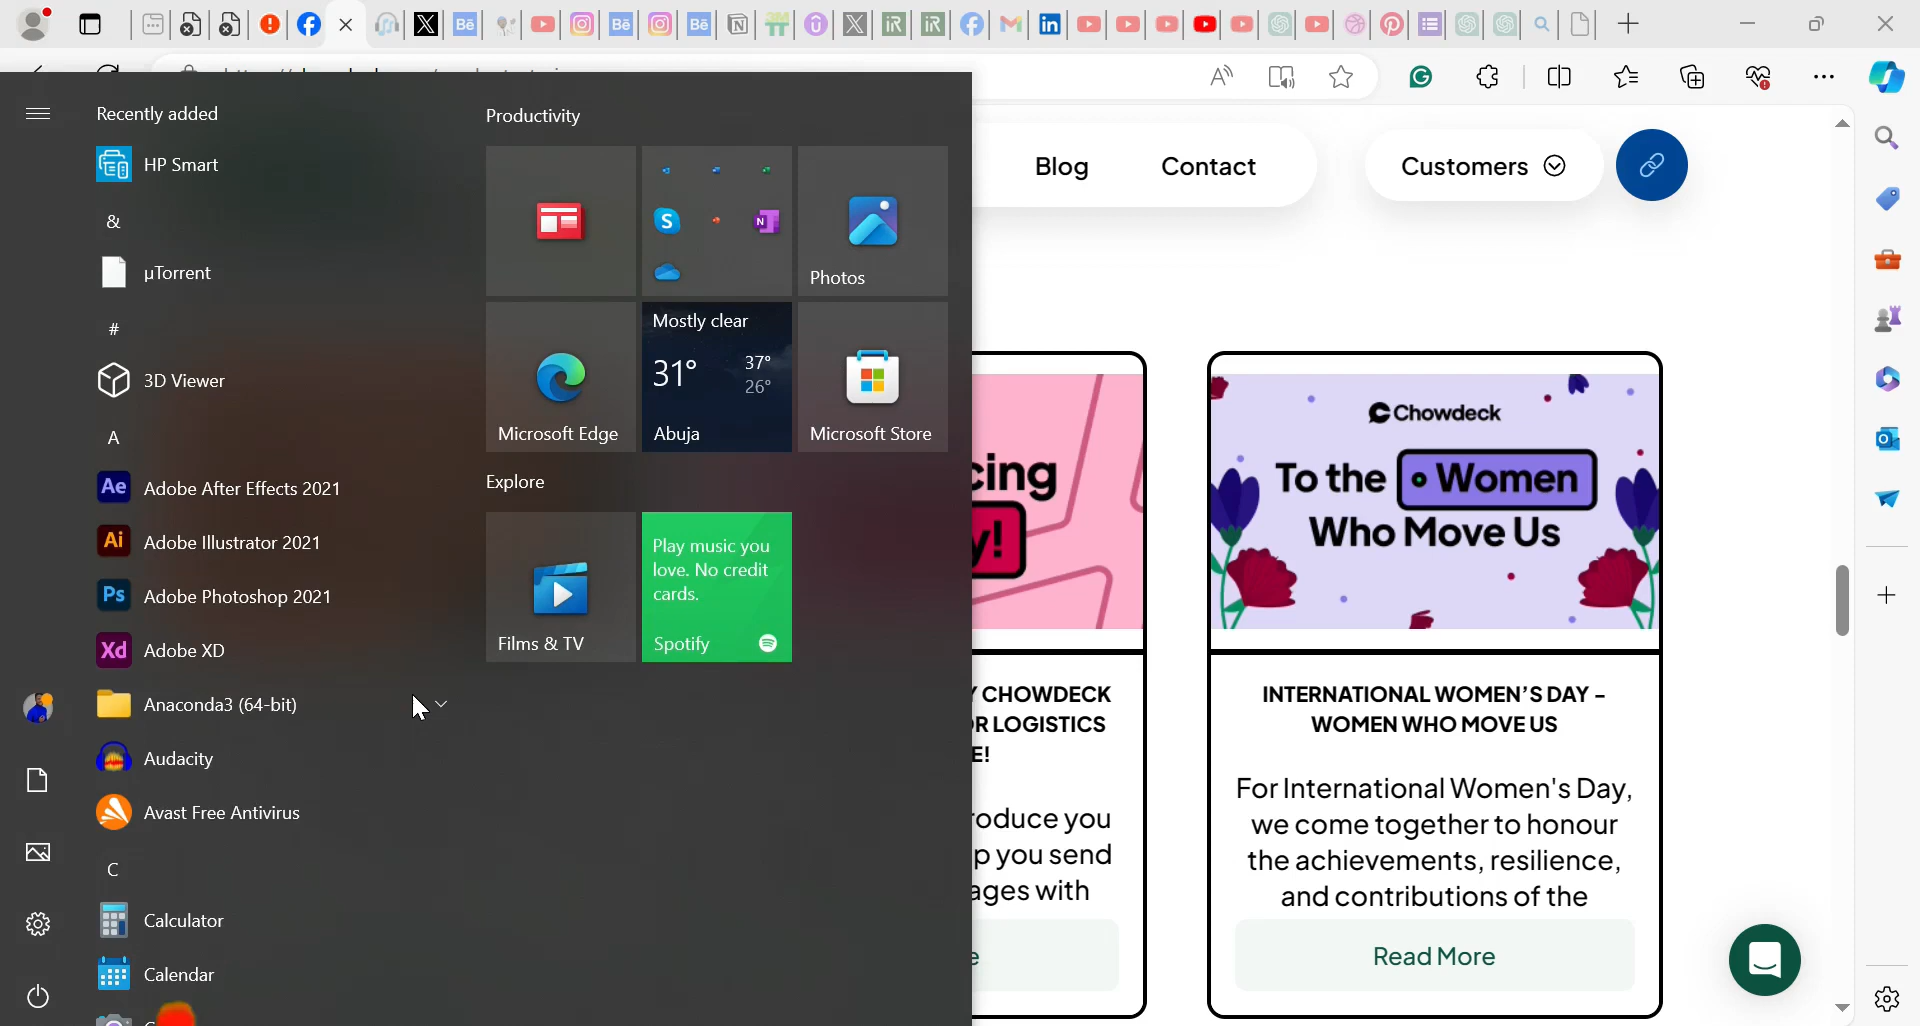 Recently added
HP Smart
&
µTorrent
#
3D Viewer
A
Ae Adobe After Effects 2021
Ai Adobe Illustrator 2021
Ps Adobe Photoshop 2021
Xd Adobe XD
Anaconda3 (64-bit)
Audacity
Avast Free Antivirus
C
Calculator
Calendar
Productivity
Photos
Microsoft Edge
Mostly clear
31° 37°
26°
Abuja
Microsoft Store
Explore
Films & TV
Play music you
love. No credit
cards.
Spotify
Blog
Contact
Customers
cing
y!
Y CHOWDECK
R LOGISTICS
E!
oduce you
p you send
ages with
e
Chowdeck
To the Women
Who Move Us
INTERNATIONAL WOMEN’S DAY –
WOMEN WHO MOVE US
For International Women's Day,
we come together to honour
the achievements, resilience,
and contributions of the
Read More